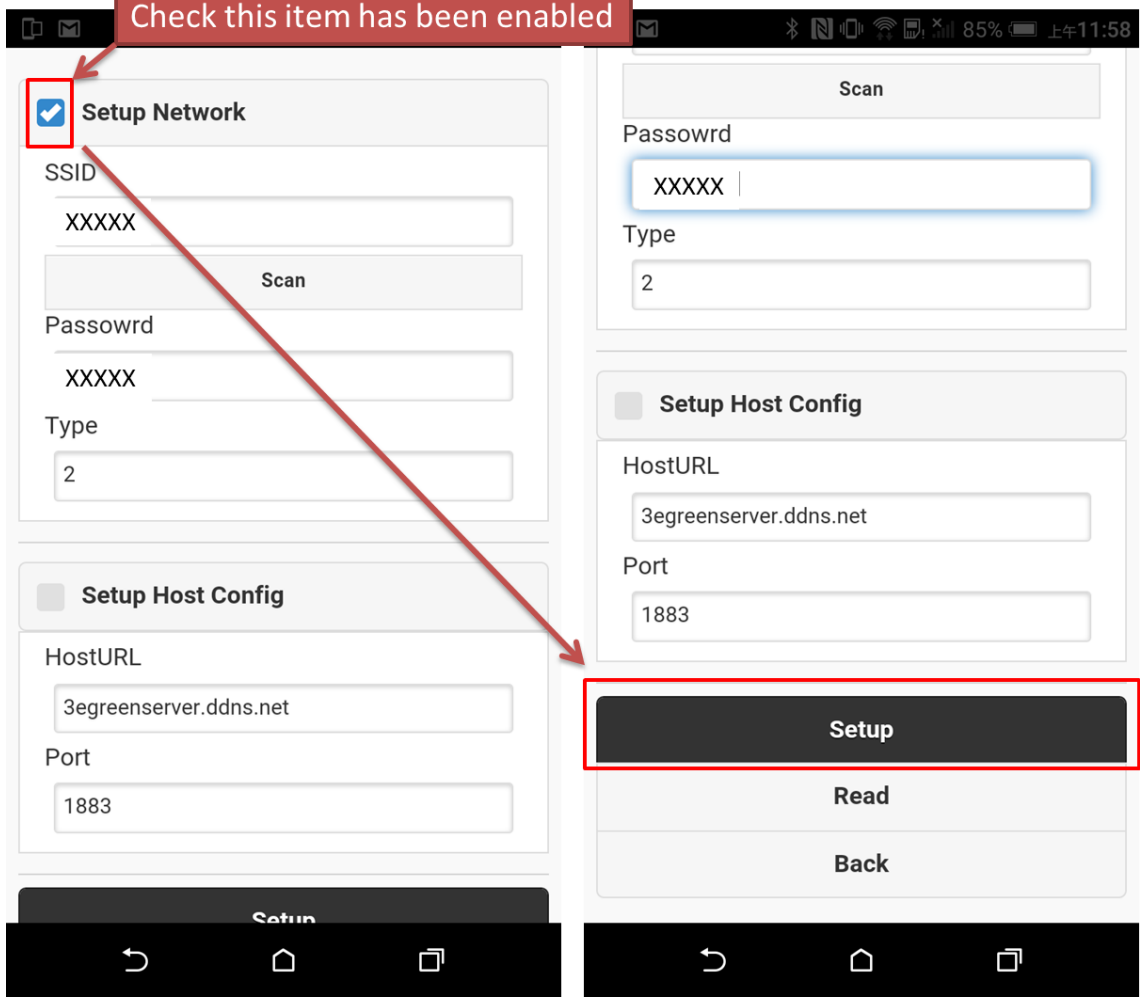 Check this item has been enabled
Setup Network
SSID
XXXXX
Scan
Passowrd
XXXXX
Type
2
Setup Host Config
HostURL
3egreenserver.ddns.net
Port
1883
Setup
85% 上午11:58
Scan
Passowrd
XXXXX
Type
2
Setup Host Config
HostURL
3egreenserver.ddns.net
Port
1883
Setup
Read
Back